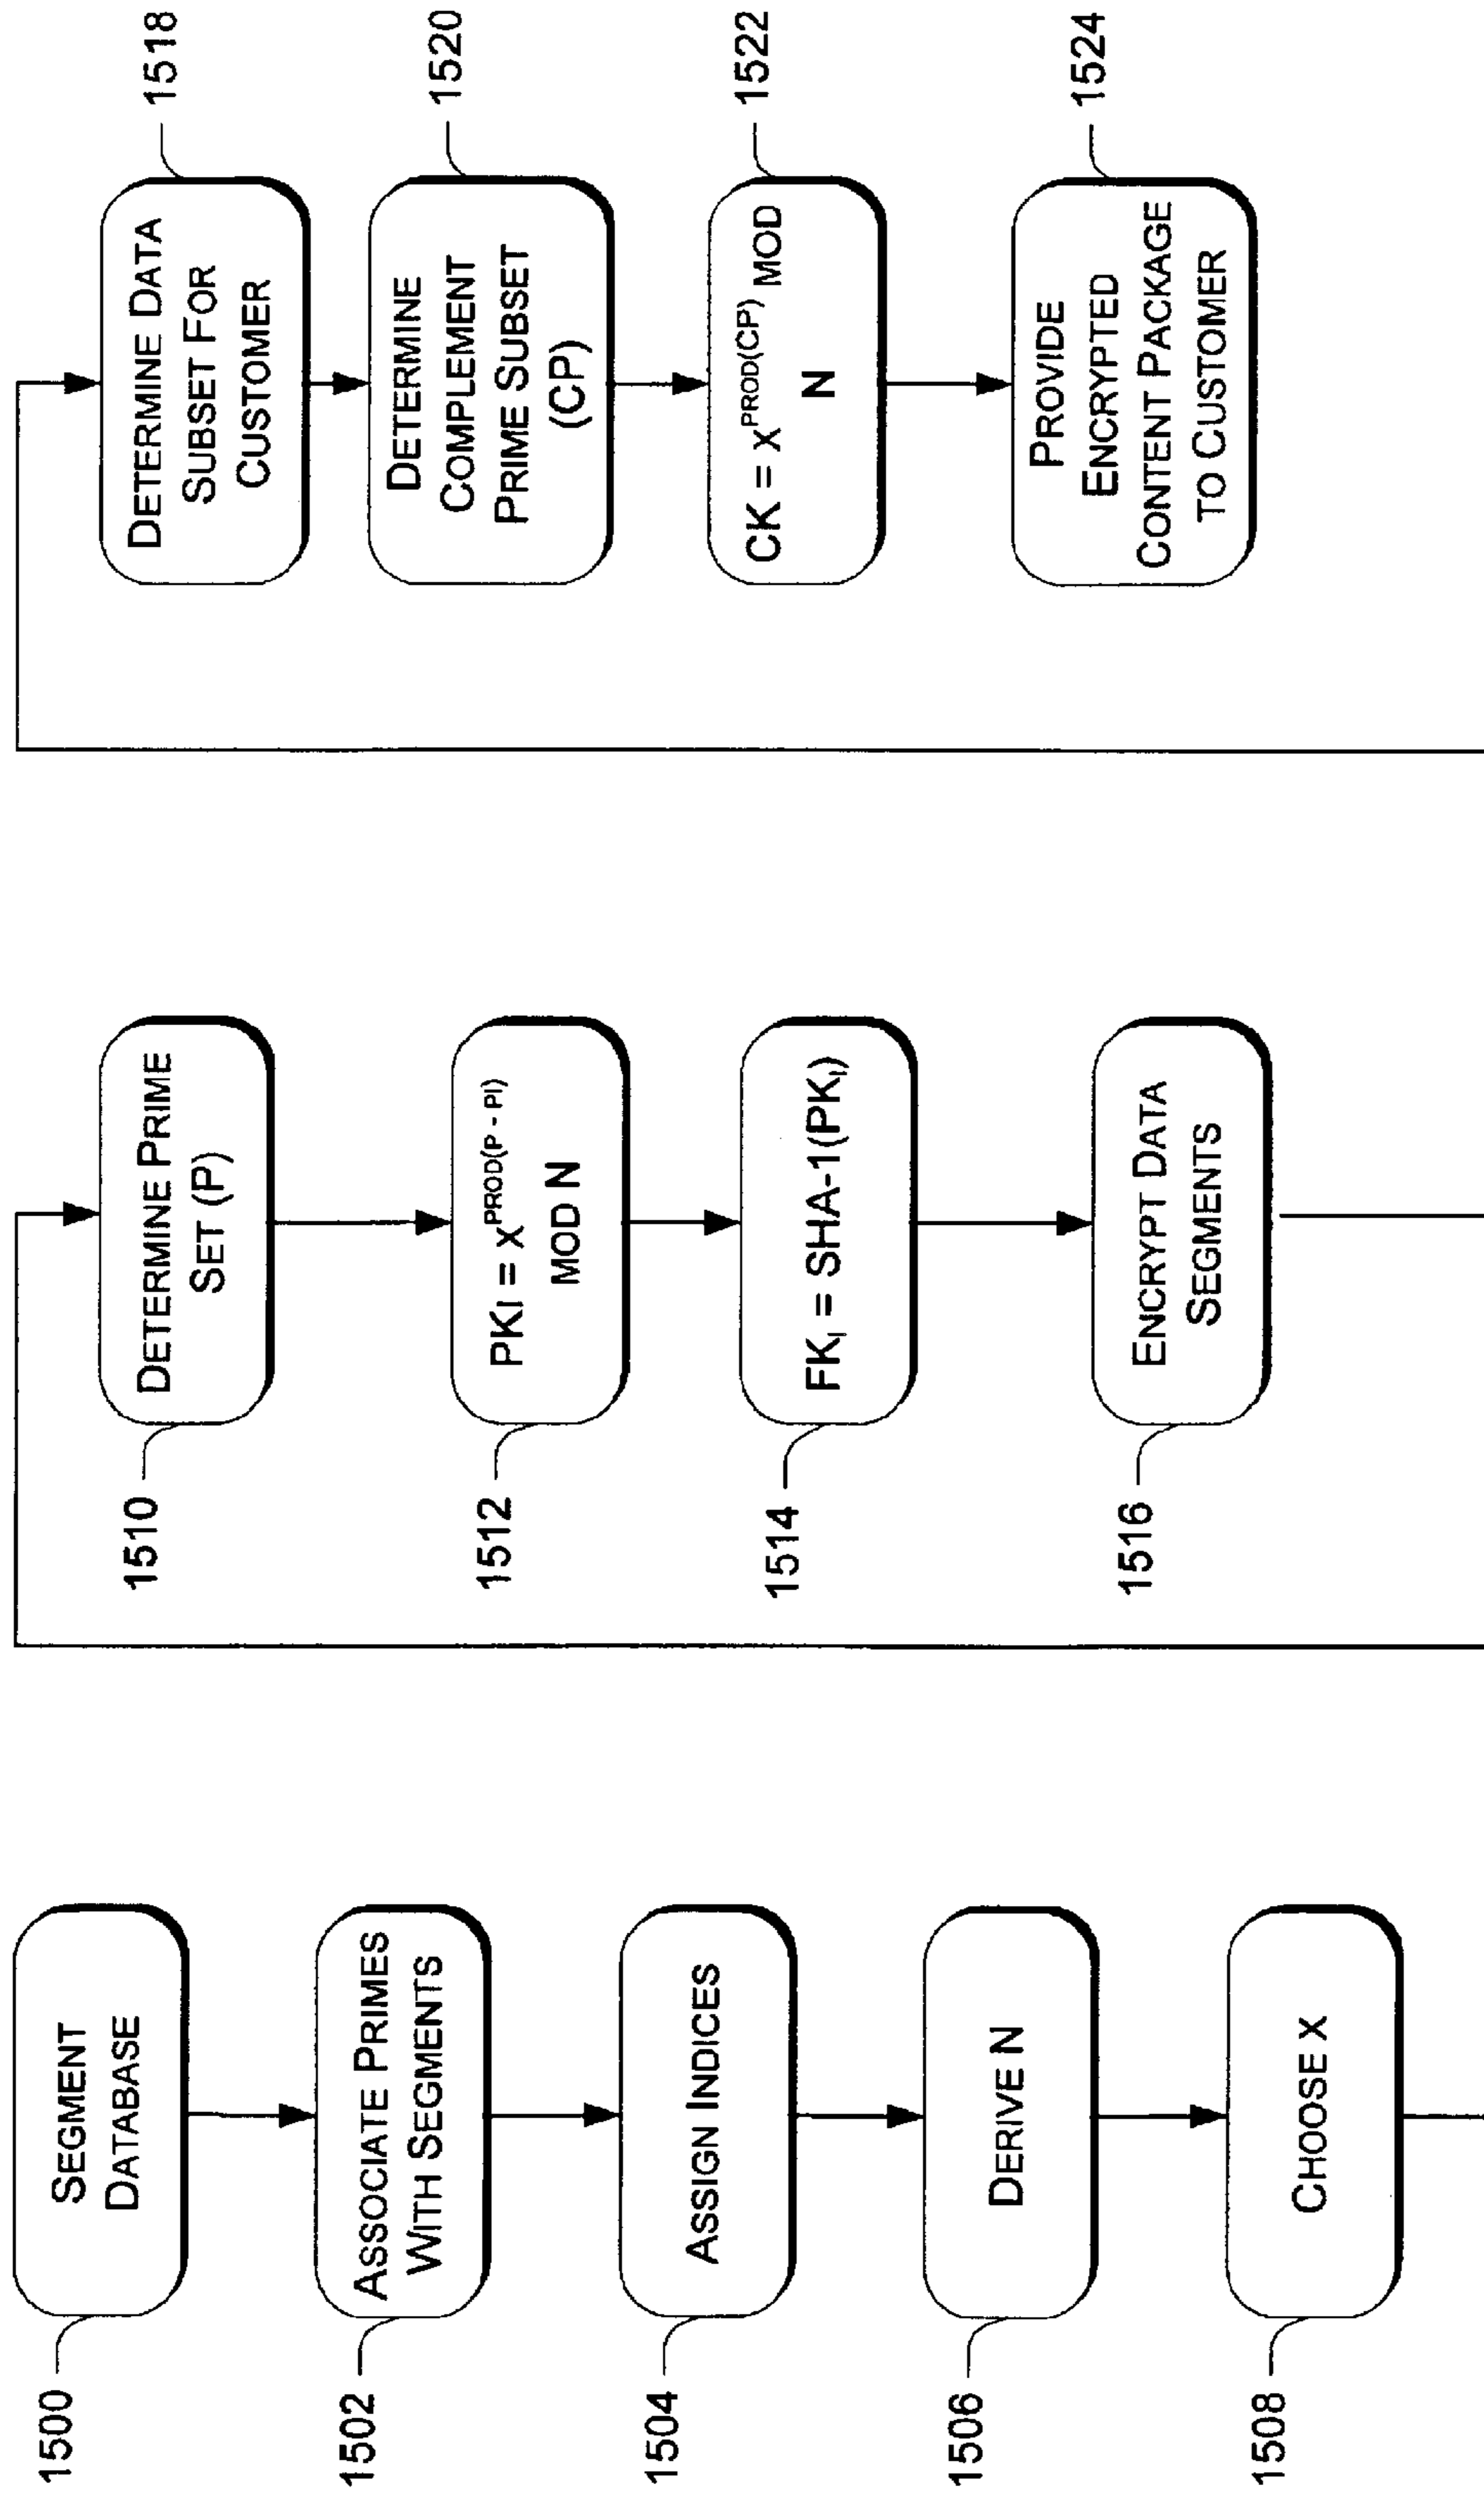 1500
SEGMENT
DATABASE
1502
ASSOCIATE PRIMES
WITH SEGMENTS
1504
ASSIGN INDICES
1506
DERIVE N
1508
CHOOSE X
1510
DETERMINE PRIME
SET (P)
1512
PKI = X^PROD(P - PI)
MOD N
1514
FKI = SHA-1(PKI)
1516
ENCRYPT DATA
SEGMENTS
1518
DETERMINE DATA
SUBSET FOR
CUSTOMER
1520
DETERMINE
COMPLEMENT
PRIME SUBSET
(CP)
1522
CK = X^PROD(CP) MOD
N
1524
PROVIDE
ENCRYPTED
CONTENT PACKAGE
TO CUSTOMER